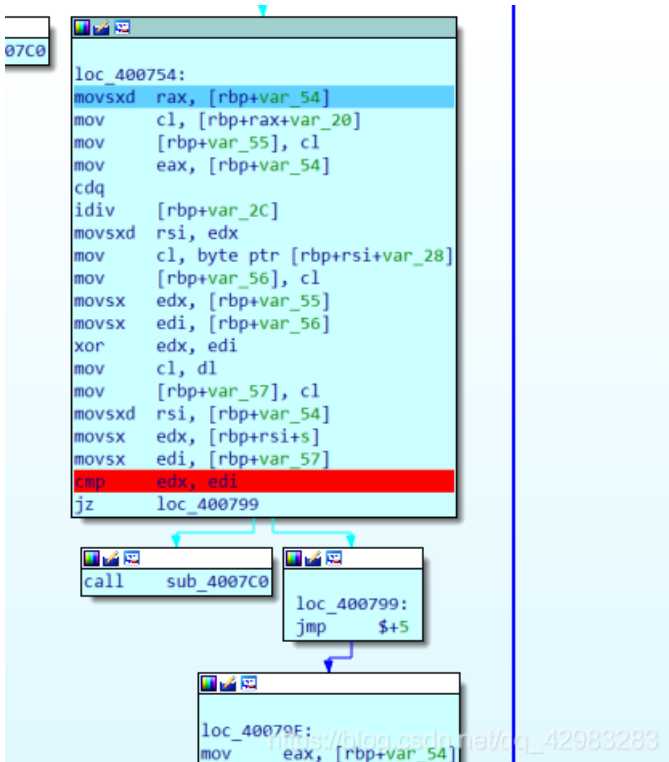 07C0
loc_400754:
movsxd rax, [rbp+var_54]
mov cl, [rbp+rax+var_20]
mov [rbp+var_55], cl
mov eax, [rbp+var_54]
cdq
idiv [rbp+var_2C]
movsxd rsi, edx
mov cl, byte ptr [rbp+rsi+var_28]
mov [rbp+var_56], cl
movsx edx, [rbp+var_55]
movsx edi, [rbp+var_56]
xor edx, edi
mov cl, dl
mov [rbp+var_57], cl
movsxd rsi, [rbp+var_54]
movsx edx, [rbp+rsi+s]
movsx edi, [rbp+var_57]
cmp edx, edi
jz loc_400799
call sub_4007C0
loc_400799:
jmp $+5
loc_40079E:
mov eax, [rbp+var_54]
https://blog.csdn.net/qq_42983283